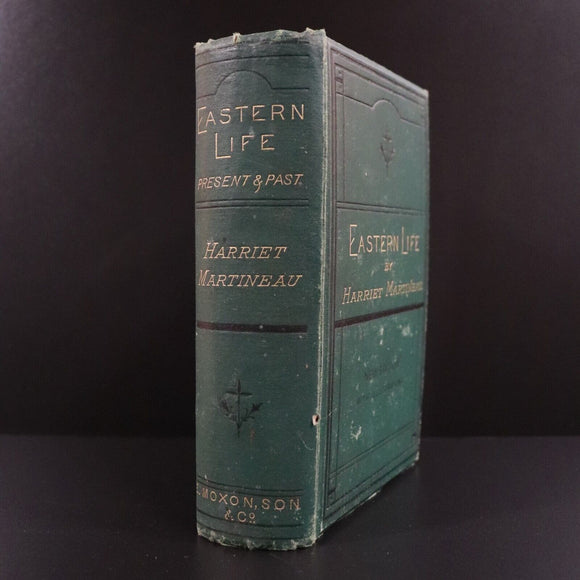 EASTERN
LIFE
PRESENT & PAST.
HARRIET
MARTINEAU
E. MOXON, SON
& CO.
EASTERN LIFE
BY
HARRIET MARTINEAU